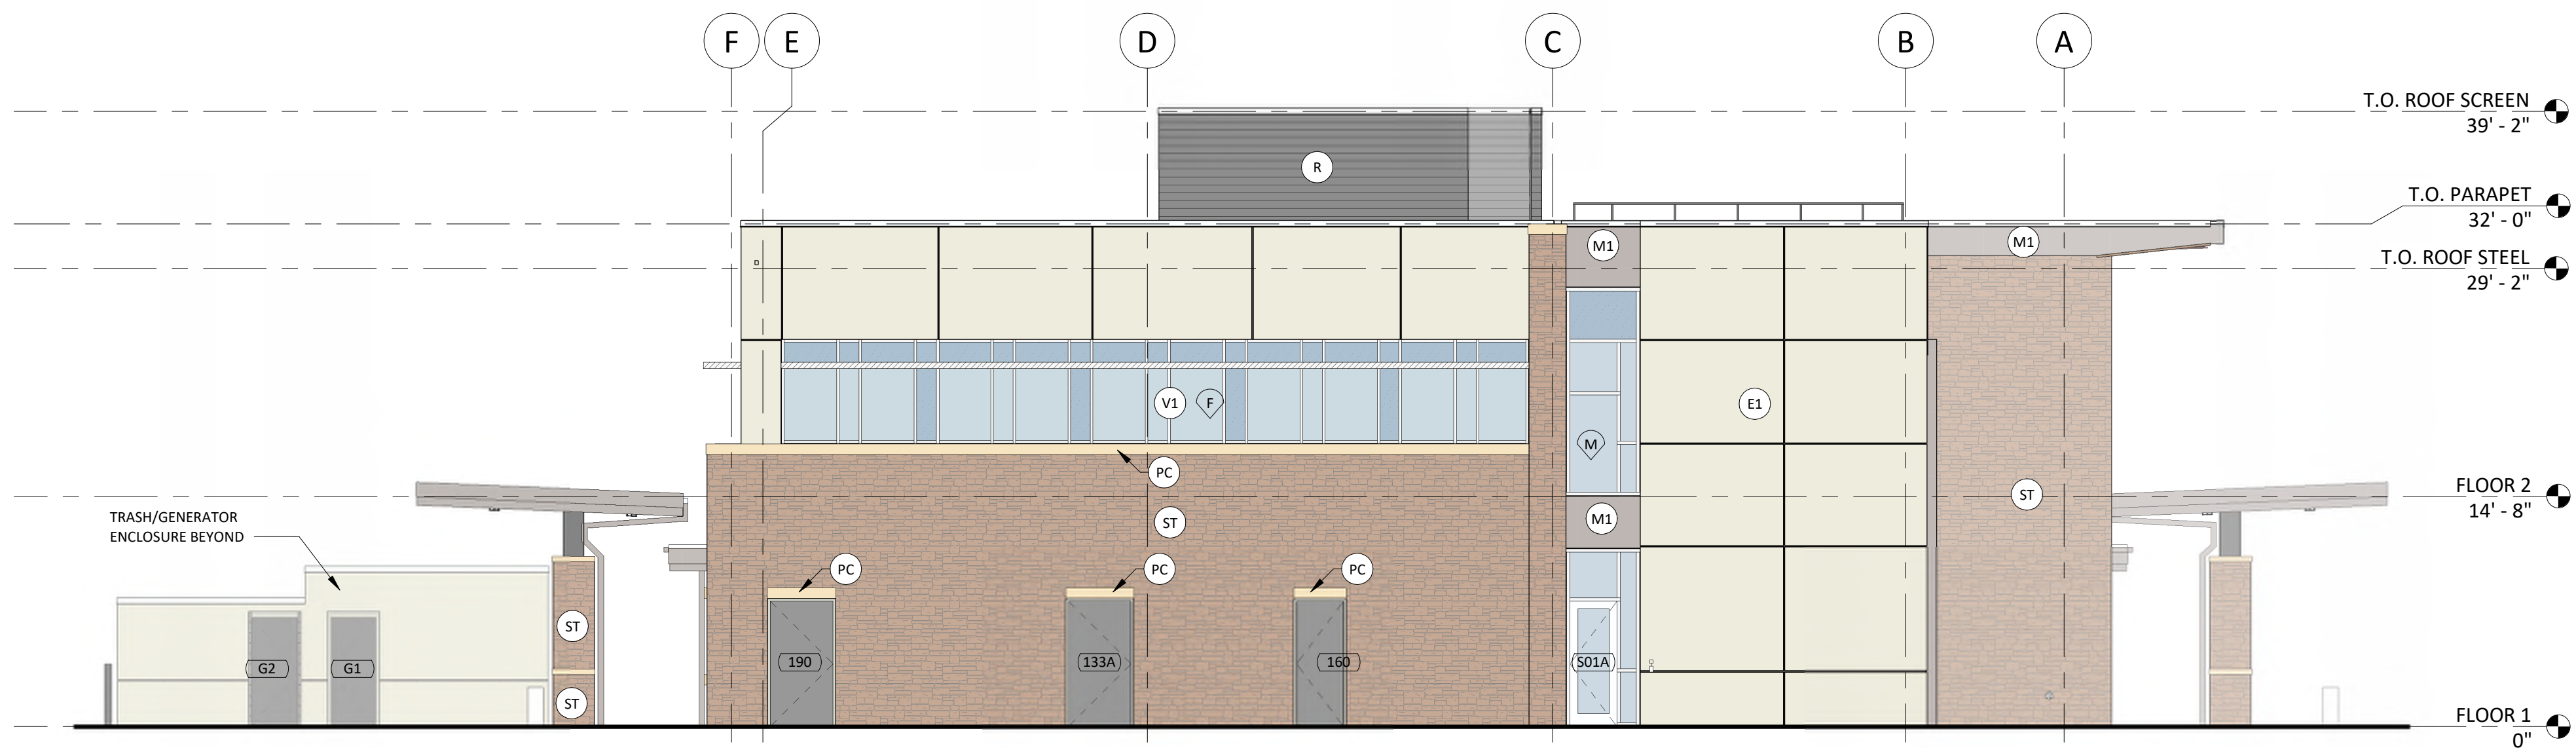 F
E
D
C
B
A
T.O. ROOF SCREEN
39' - 2"
R
T.O. PARAPET
32' - 0"
M1
M1
T.O. ROOF STEEL
29' - 2"
V1
F
E1
M
PC
ST
ST
FLOOR 2
14' - 8"
M1
TRASH/GENERATOR
ENCLOSURE BEYOND
PC
PC
PC
ST
G2
G1
190
133A
160
S01A
ST
FLOOR 1
0"